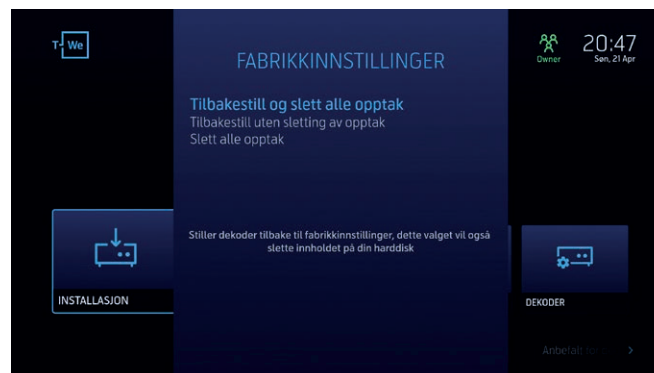 T-We
FABRIKKINNSTILLINGER
Owner
20:47
Søn, 21 Apr
Tilbakestill og slett alle opptak
Tilbakestill uten sletting av opptak
Slett alle opptak
Stiller dekoder tilbake til fabrikkinnstillinger, dette valget vil også
slette innholdet på din harddisk
INSTALLASJON
DEKODER